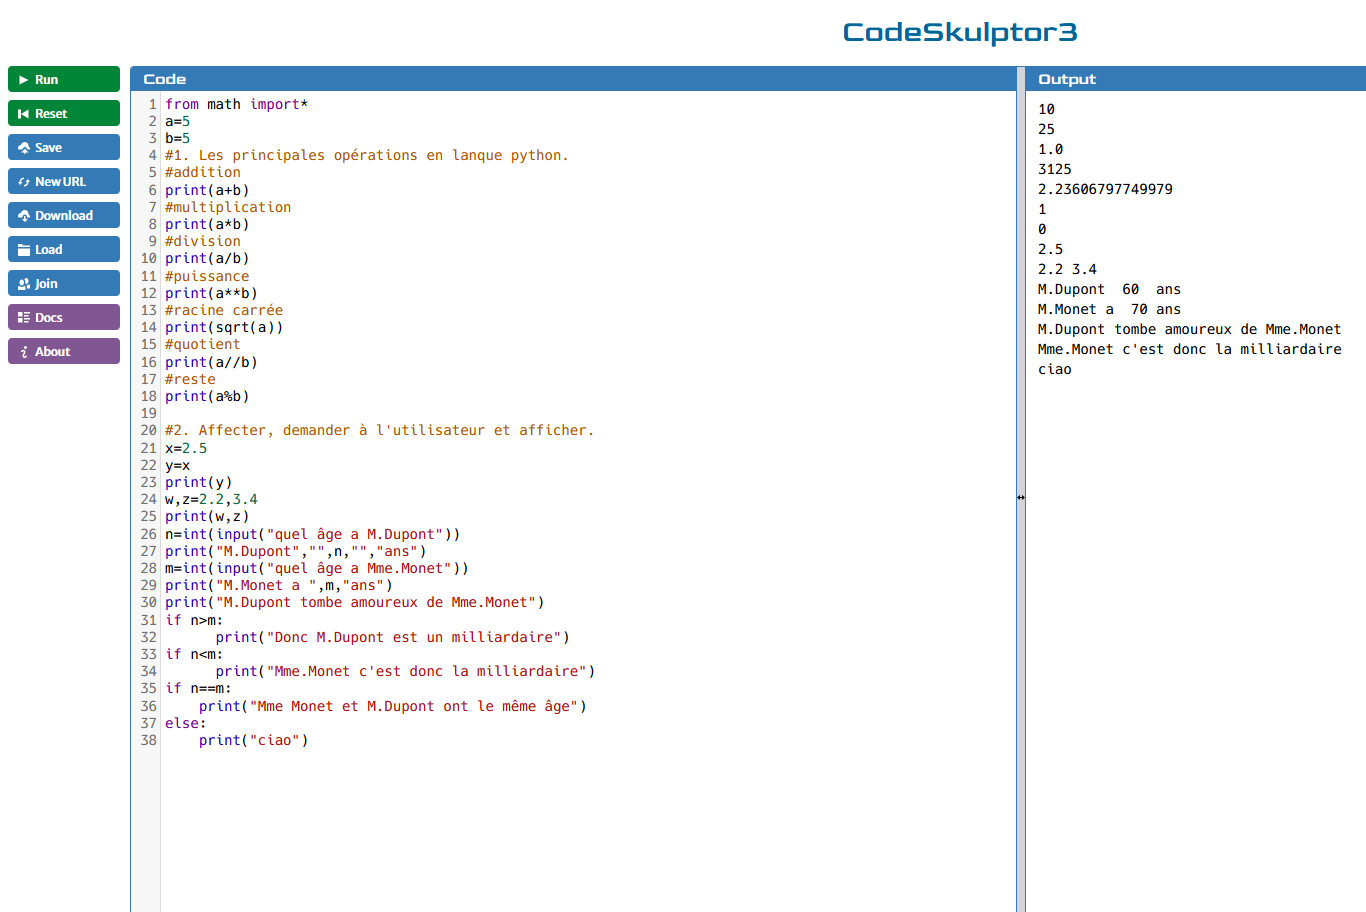 CodeSkulptor3
Run
Reset
Save
New URL
Download
Load
Join
Docs
About
Code
1 from math import*
2 a=5
3 b=5
4 #1. Les principales opérations en lanque python.
5 #addition
6 print(a+b)
7 #multiplication
8 print(a*b)
9 #division
10 print(a/b)
11 #puissance
12 print(a**b)
13 #racine carrée
14 print(sqrt(a))
15 #quotient
16 print(a//b)
17 #reste
18 print(a%b)
19
20 #2. Affecter, demander à l'utilisateur et afficher.
21 x=2.5
22 y=x
23 print(y)
24 w,z=2.2,3.4
25 print(w,z)
26 n=int(input("quel âge a M.Dupont"))
27 print("M.Dupont","",n,"","ans")
28 m=int(input("quel âge a Mme.Monet"))
29 print("M.Monet a ",m,"ans")
30 print("M.Dupont tombe amoureux de Mme.Monet")
31 if n>m:
32       print("Donc M.Dupont est un milliardaire")
33 if n<m:
34       print("Mme.Monet c'est donc la milliardaire")
35 if n==m:
36     print("Mme Monet et M.Dupont ont le même âge")
37 else:
38     print("ciao")
Output
10
25
1.0
3125
2.23606797749979
1
0
2.5
2.2 3.4
M.Dupont  60  ans
M.Monet a  70 ans
M.Dupont tombe amoureux de Mme.Monet
Mme.Monet c'est donc la milliardaire
ciao